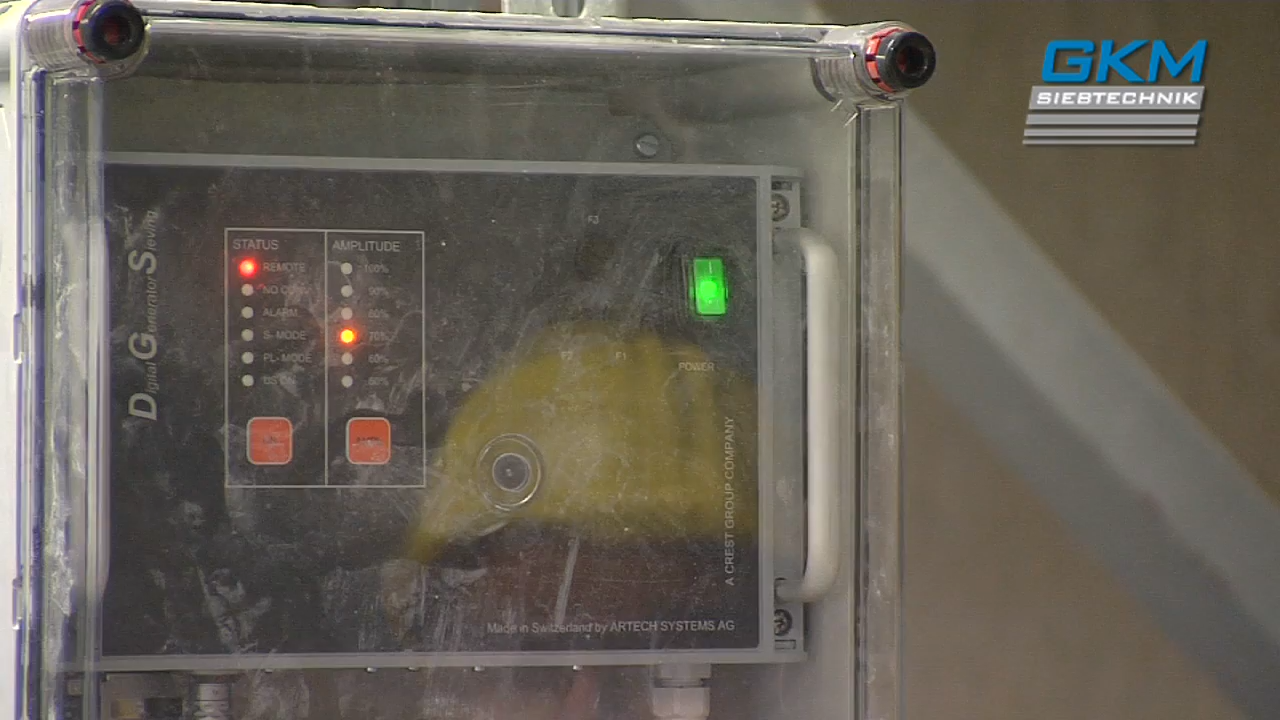 GKM
SIEBTECHNIK
Digital Generator Sieving
STATUS
REMOTE
ALARM
S- MODE
PL- MODE
AMPLITUDE
100%
90%
80%
70%
60%
50%
F3
F2
F1
POWER
A CREST GROUP COMPANY
Made in Switzerland by ARTECH SYSTEMS AG